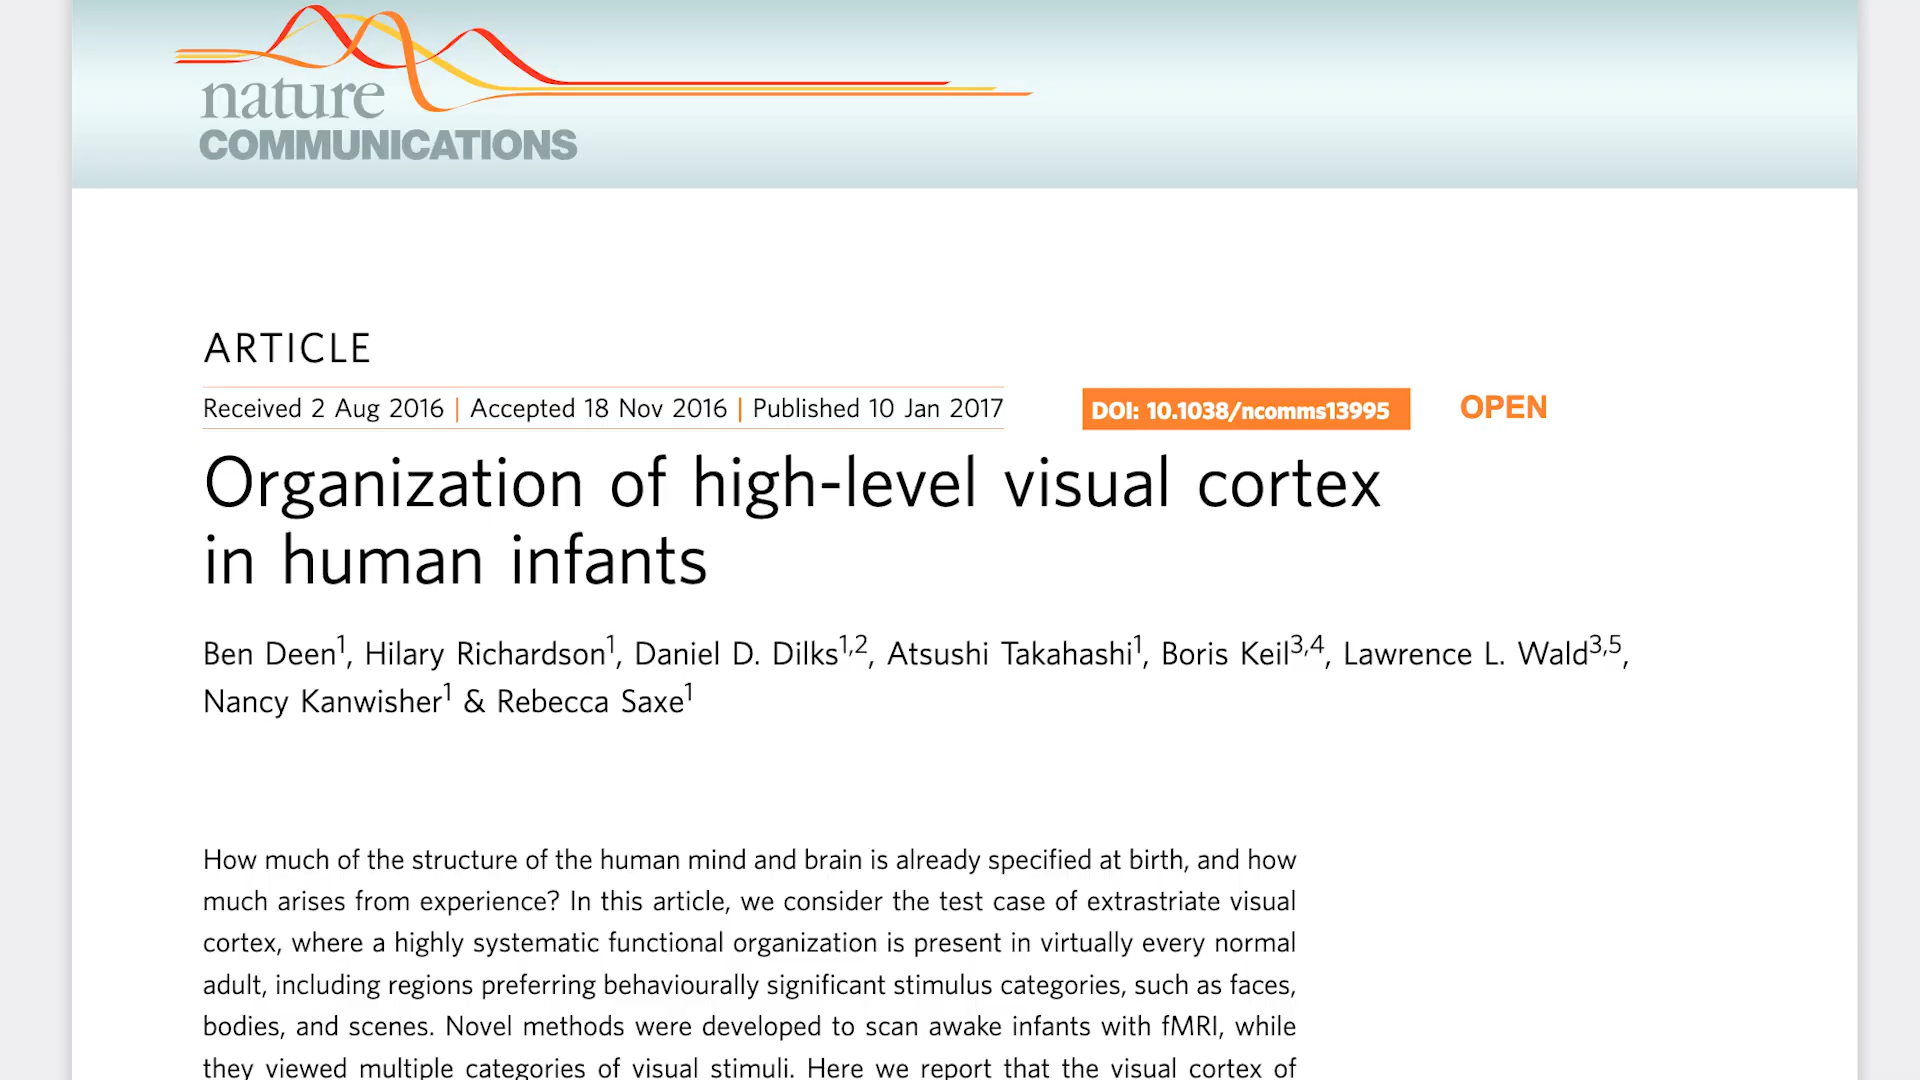 nature
COMMUNICATIONS
ARTICLE
Received 2 Aug 2016 | Accepted 18 Nov 2016 | Published 10 Jan 2017
DOI: 10.1038/ncomms13995
OPEN
Organization of high-level visual cortex
in human infants
Ben Deen1, Hilary Richardson1, Daniel D. Dilks1,2, Atsushi Takahashi1, Boris Keil3,4, Lawrence L. Wald3,5,
Nancy Kanwisher1 & Rebecca Saxe1
How much of the structure of the human mind and brain is already specified at birth, and how
much arises from experience? In this article, we consider the test case of extrastriate visual
cortex, where a highly systematic functional organization is present in virtually every normal
adult, including regions preferring behaviourally significant stimulus categories, such as faces,
bodies, and scenes. Novel methods were developed to scan awake infants with fMRI, while
they viewed multiple categories of visual stimuli. Here we report that the visual cortex of